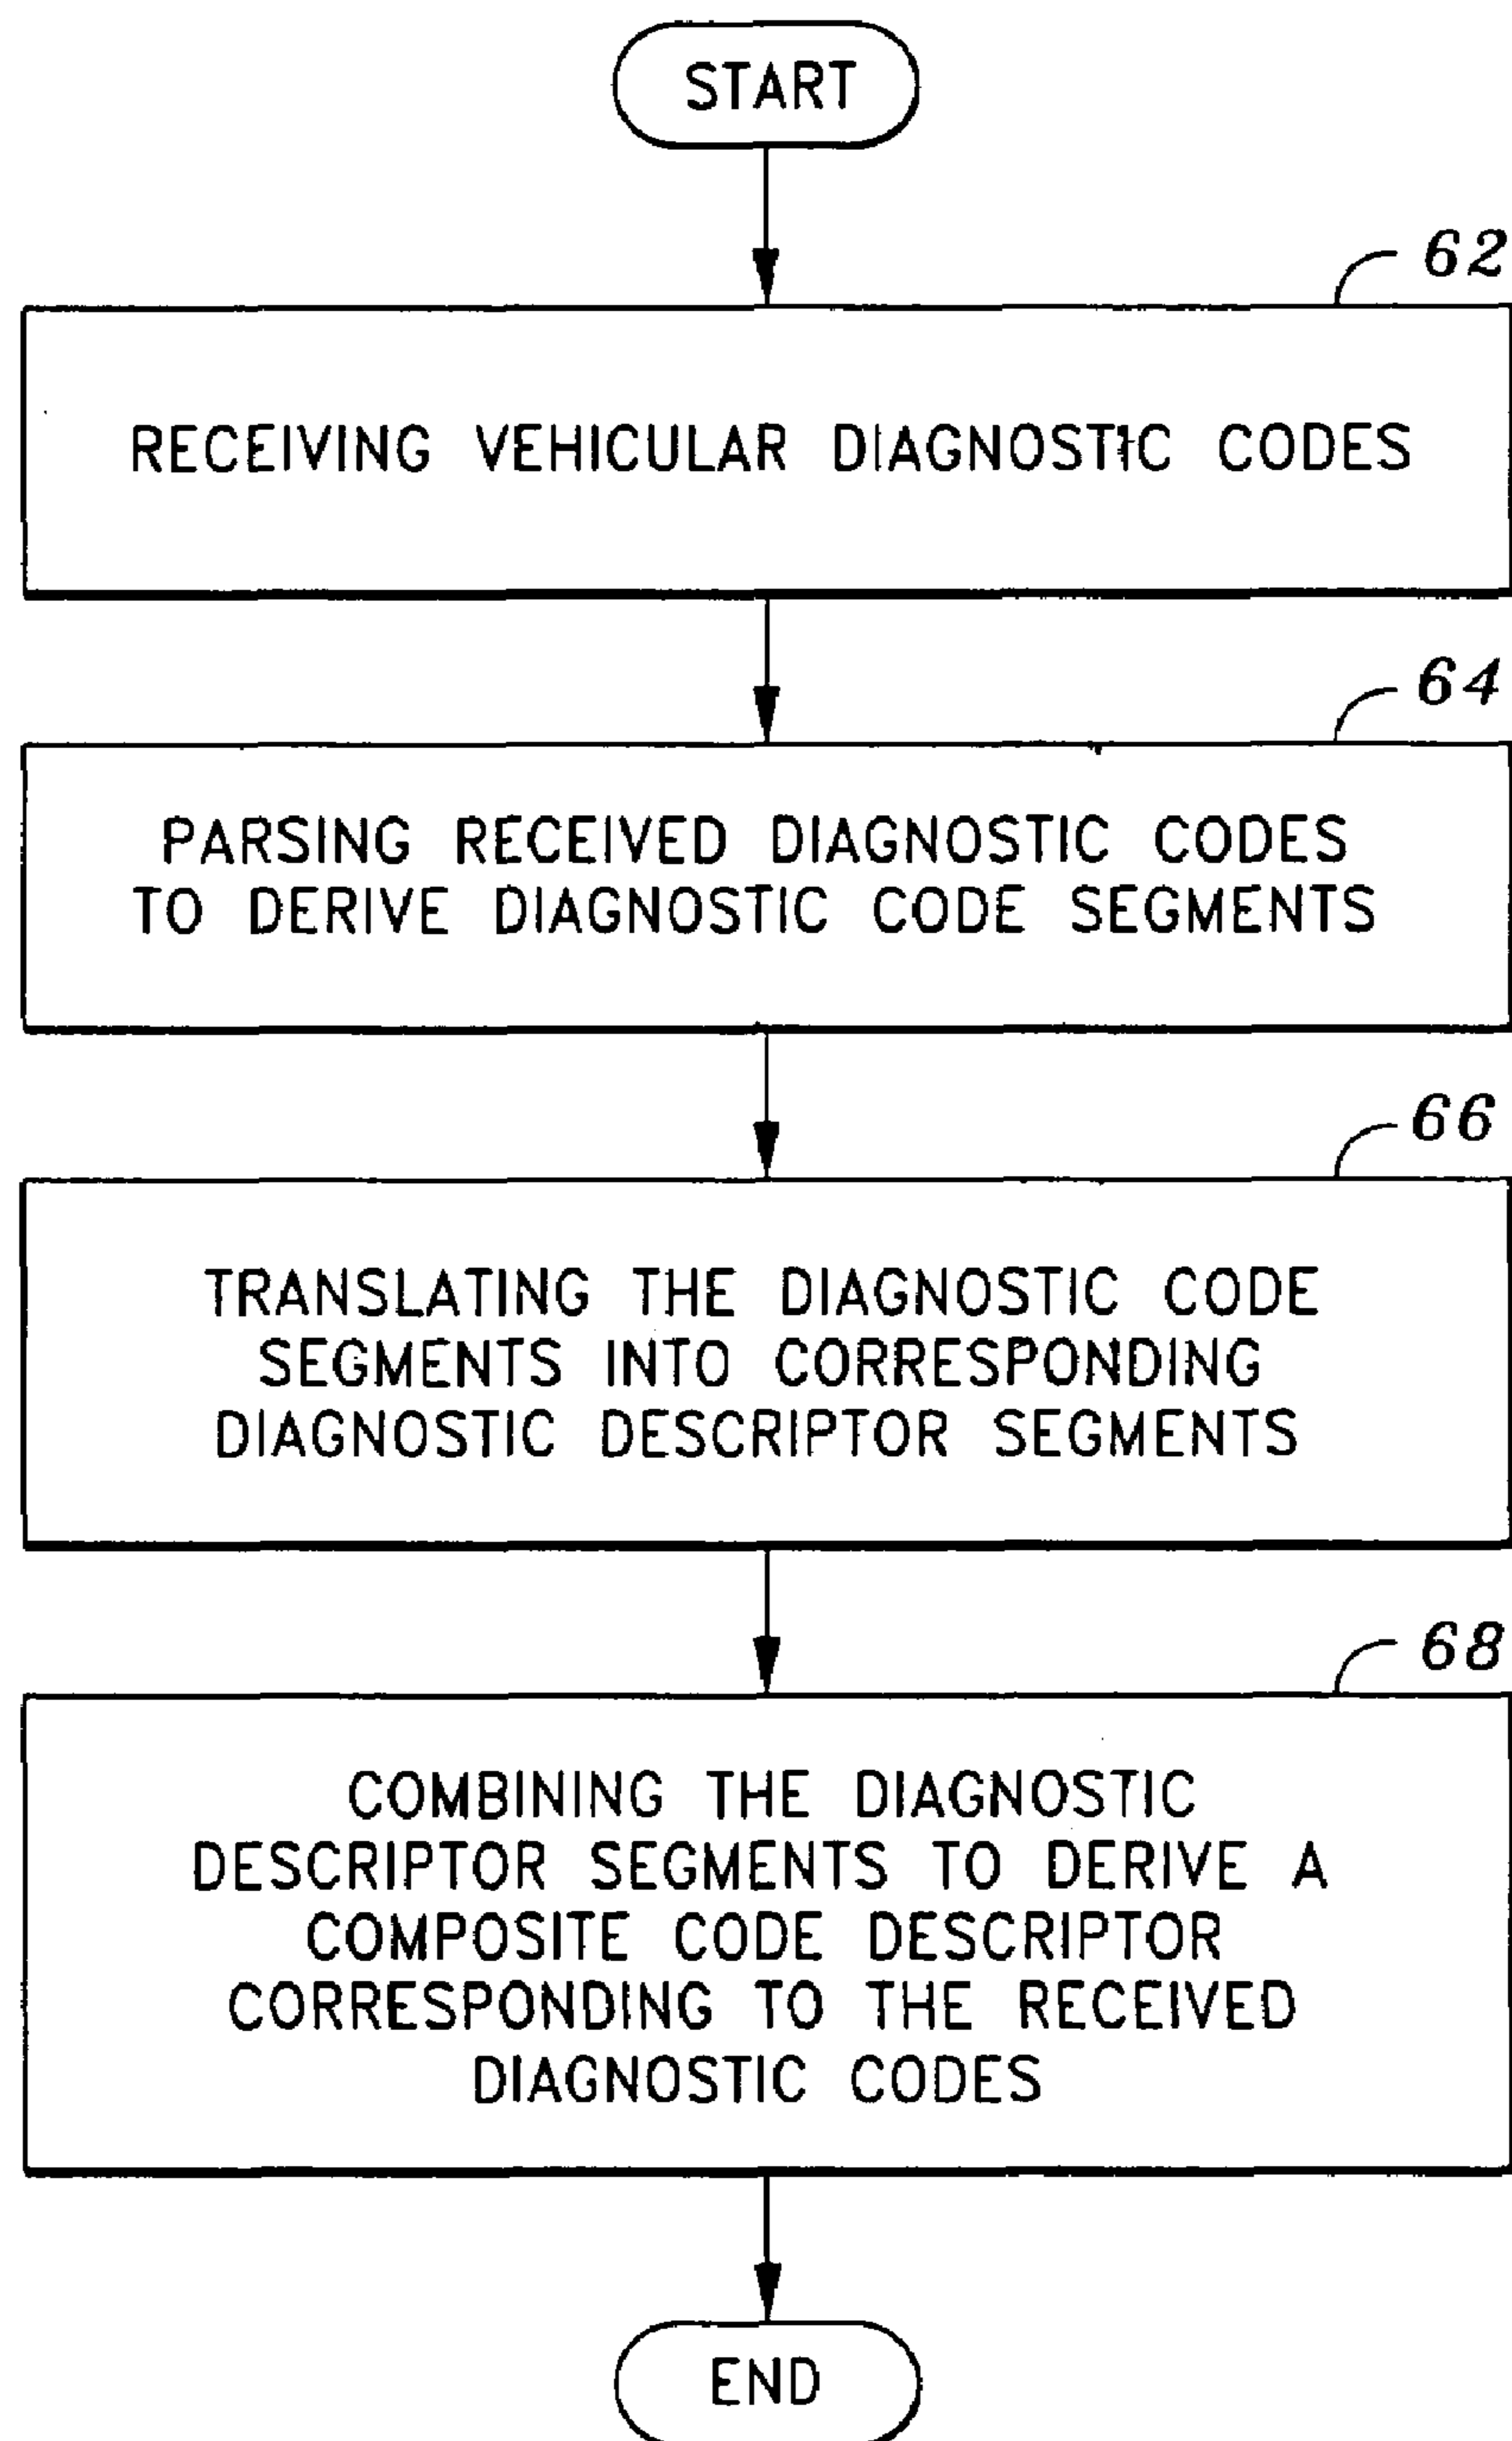 START
62
RECEIVING VEHICULAR DIAGNOSTIC CODES
64
PARSING RECEIVED DIAGNOSTIC CODES
TO DERIVE DIAGNOSTIC CODE SEGMENTS
66
TRANSLATING THE DIAGNOSTIC CODE
SEGMENTS INTO CORRESPONDING
DIAGNOSTIC DESCRIPTOR SEGMENTS
68
COMBINING THE DIAGNOSTIC
DESCRIPTOR SEGMENTS TO DERIVE A
COMPOSITE CODE DESCRIPTOR
CORRESPONDING TO THE RECEIVED
DIAGNOSTIC CODES
END